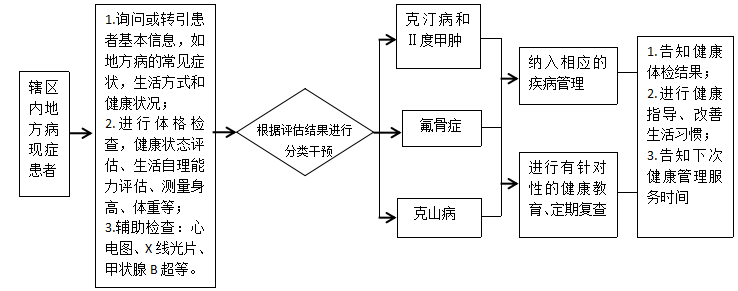 辖区
内地
方病
现症
患者
1.询问或转引患
者基本信息，如
地方病的常见症
状，生活方式和
健康状况；
2.进行体格检
查，健康状态评
估、生活自理能
力评估、测量身
高、体重等；
3.辅助检查：心
电图、X 线光片、
甲状腺 B 超等。
根据评估结果进行
分类干预
克汀病和
Ⅱ度甲肿
氟骨症
克山病
纳入相应的
疾病管理
进行有针对
性的健康教
育、定期复查
1.告知健康
体检结果；
2.进行健康
指导、改善
生活习惯；
3.告知下次
健康管理服
务时间